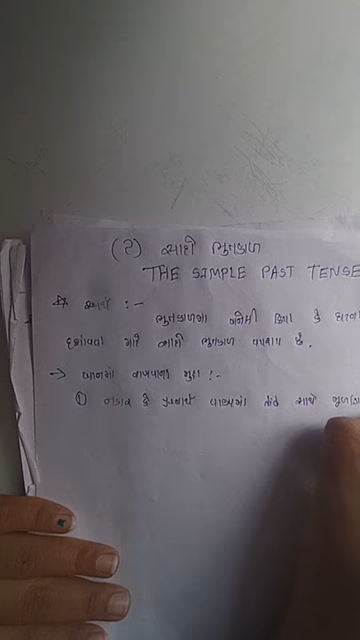 (૨) સાદો ભુતકાળ
THE SIMPLE PAST TENSE
* અર્થ :-
ભુતકાળમાં બનેલી ક્રિયા કે ઘટના
દર્શાવવા માટે સાદો ભુતકાળ વપરાય છે.
→ ધ્યાનમાં રાખવાના મુદ્દા :-
① નકાર કે પ્રશ્નાર્થ વાક્યમાં સાથે